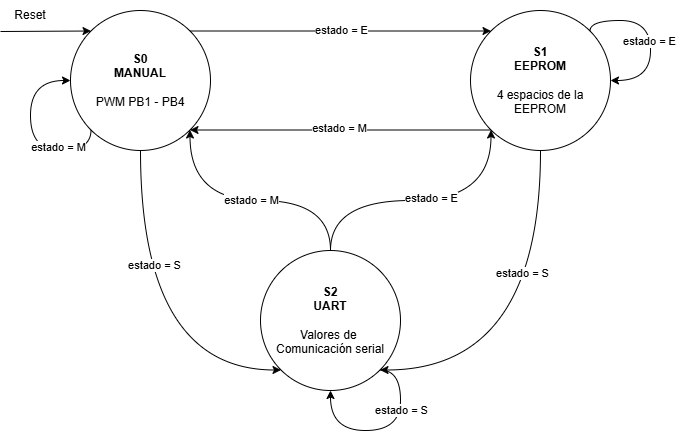 Reset
S0
MANUAL
PWM PB1 - PB4
estado = E
S1
EEPROM
4 espacios de la
EEPROM
estado = E
estado = M
estado = M
estado = M
estado = E
estado = S
estado = S
S2
UART
Valores de
Comunicación serial
estado = S